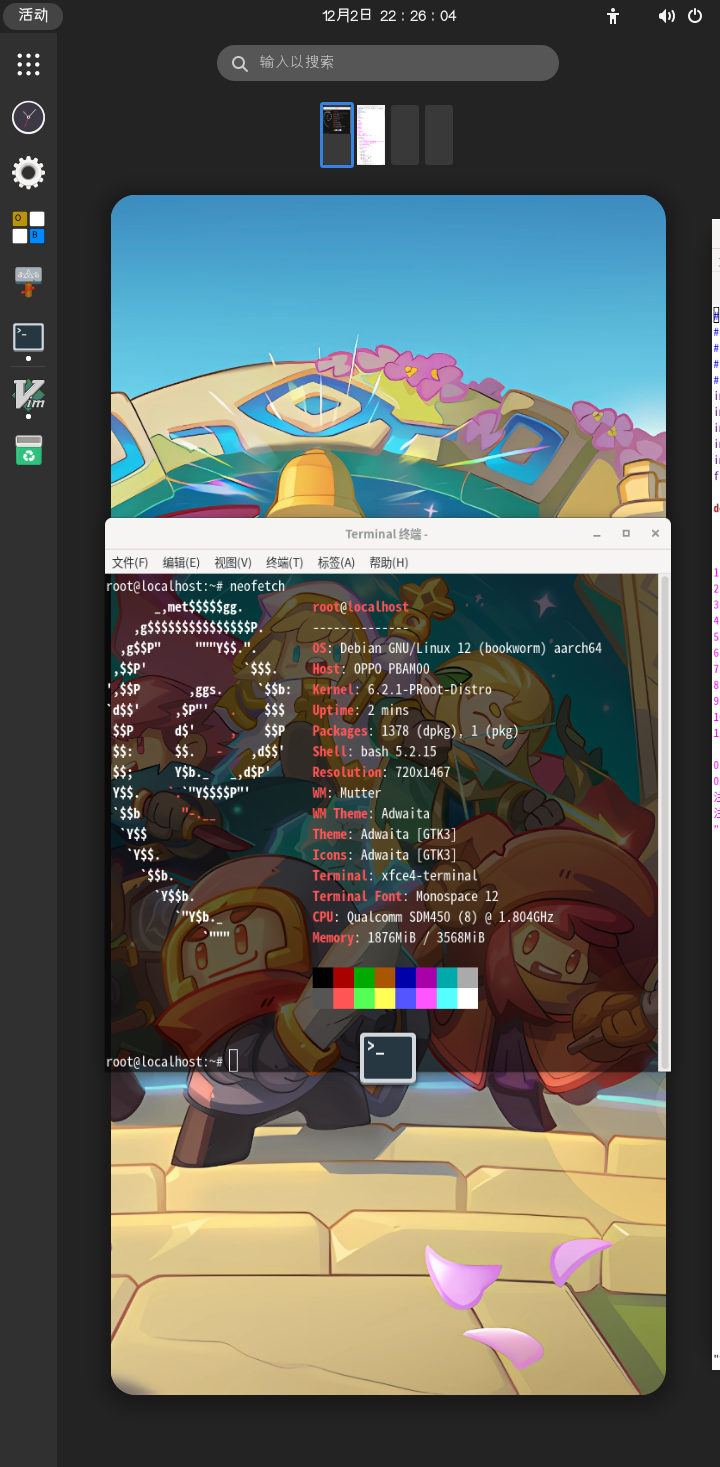 活动
12月2日 22：26：04
输入以搜索
O
B
>_
Vim
Terminal 终端 -
文件(F) 编辑(E) 视图(V) 终端(T) 标签(A) 帮助(H)
root@localhost:~# neofetch
_,met$$$$$gg.
root@localhost
,g$$$$$$$$$$$$$$$P.
--------------
,g$$P"     """Y$$.".
OS: Debian GNU/Linux 12 (bookworm) aarch64
,$$P'              `$$$.
Host: OPPO PBAM00
',$$P       ,ggs.     `$$b:
Kernel: 6.2.1-PRoot-Distro
`d$$'     ,$P"'   .    $$$
Uptime: 2 mins
$$P      d$'     ,    $$P
Packages: 1378 (dpkg), 1 (pkg)
$$:      $$.   -    ,d$$'
Shell: bash 5.2.15
$$;      Y$b._   _,d$P'
Resolution: 720x1467
Y$$.    `.`"Y$$$$P"'
WM: Mutter
`$$b      "-.__
WM Theme: Adwaita
`Y$$
Theme: Adwaita [GTK3]
`Y$$.
Icons: Adwaita [GTK3]
`$$b.
Terminal: xfce4-terminal
`Y$$b.
Terminal Font: Monospace 12
`"Y$b._
CPU: Qualcomm SDM450 (8) @ 1.804GHz
`"""
Memory: 1876MiB / 3568MiB
root@localhost:~#
>_